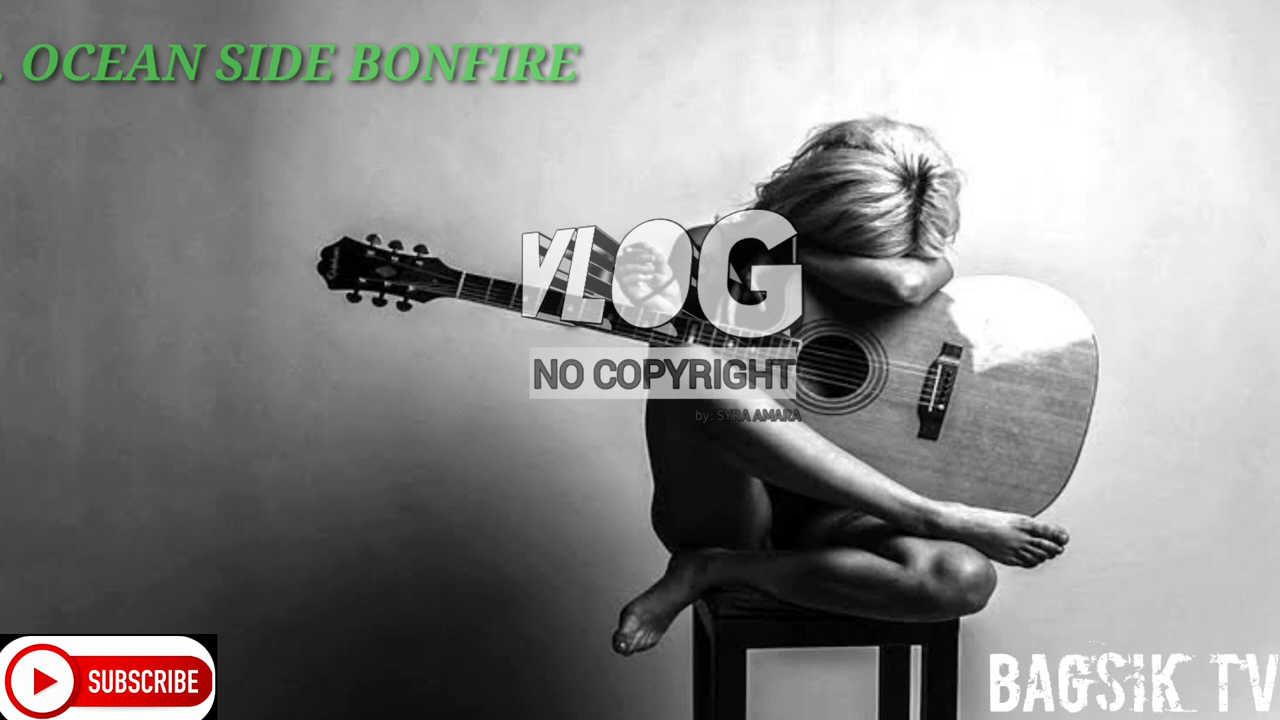 . OCEAN SIDE BONFIRE
VLOG
NO COPYRIGHT
by: SYRA AMARA
SUBSCRIBE
BAGSIK TV